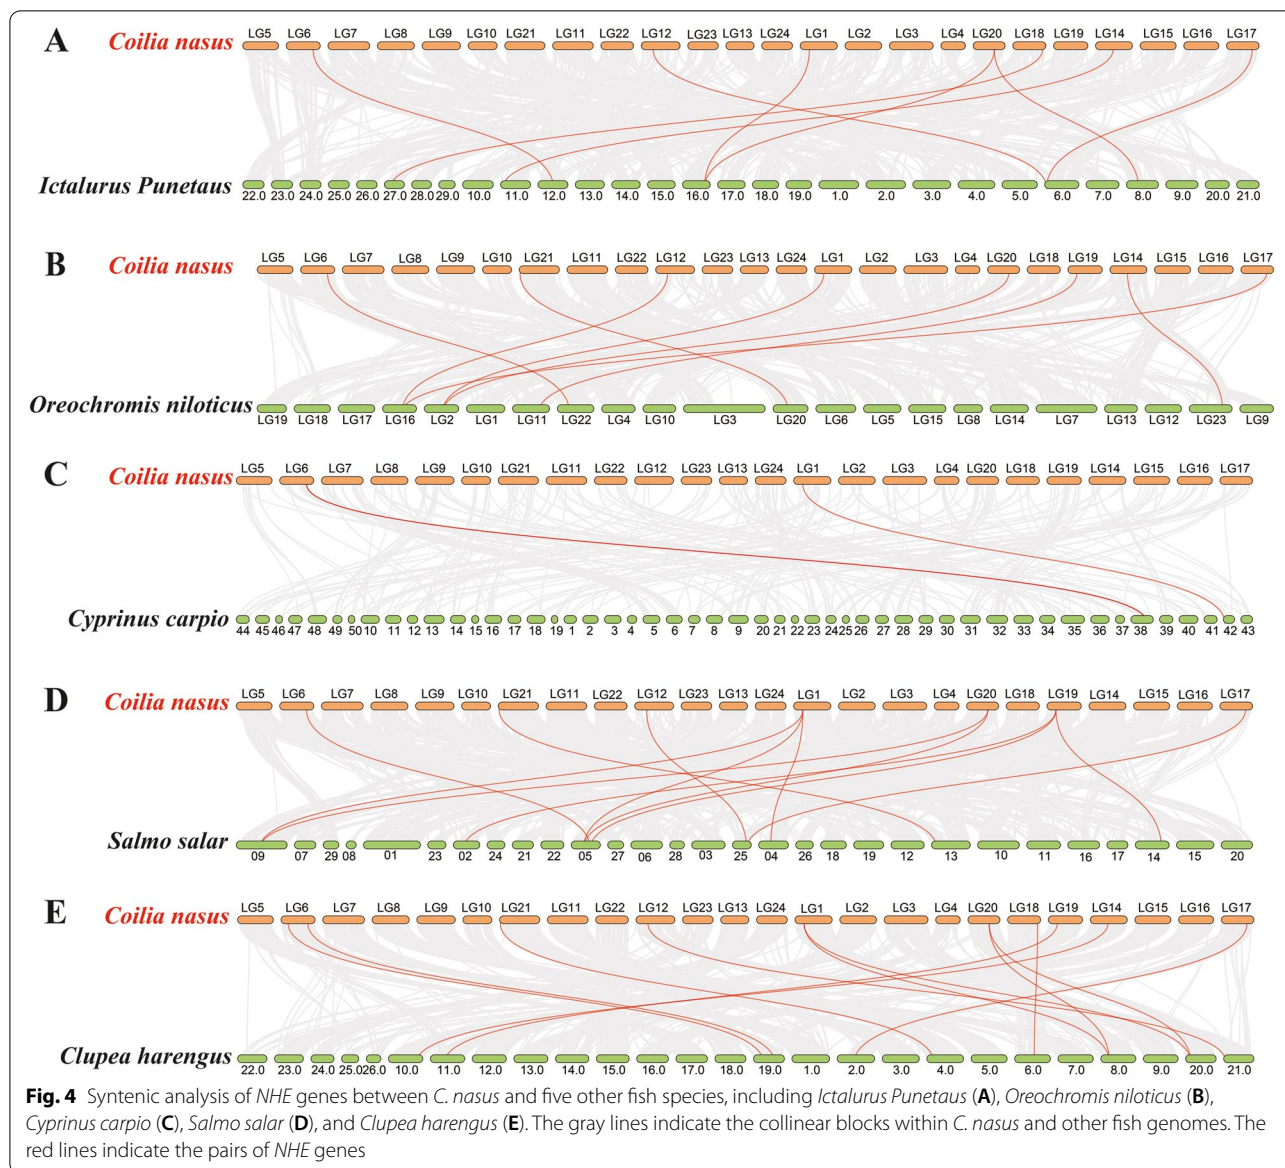 A
Coilia nasus
LG5 LG6 LG7 LG8 LG9 LG10 LG21 LG11 LG22 LG12 LG23 LG13 LG24 LG1 LG2 LG3 LG4 LG20 LG18 LG19 LG14 LG15 LG16 LG17
Ictalurus Punetaus
22.0 23.0 24.0 25.0 26.0 27.0 28.0 29.0 10.0 11.0 12.0 13.0 14.0 15.0 16.0 17.0 18.0 19.0 1.0 2.0 3.0 4.0 5.0 6.0 7.0 8.0 9.0 20.0 21.0
B
Coilia nasus
LG5 LG6 LG7 LG8 LG9 LG10 LG21 LG11 LG22 LG12 LG23 LG13 LG24 LG1 LG2 LG3 LG4 LG20 LG18 LG19 LG14 LG15 LG16 LG17
Oreochromis niloticus
LG19 LG18 LG17 LG16 LG2 LG1 LG11 LG22 LG4 LG10 LG3 LG20 LG6 LG5 LG15 LG8 LG14 LG7 LG13 LG12 LG23 LG9
C
Coilia nasus
LG5 LG6 LG7 LG8 LG9 LG10 LG21 LG11 LG22 LG12 LG23 LG13 LG24 LG1 LG2 LG3 LG4 LG20 LG18 LG19 LG14 LG15 LG16 LG17
Cyprinus carpio
44 45 46 47 48 49 50 10 11 12 13 14 15 16 17 18 19 1 2 3 4 5 6 7 8 9 20 21 22 23 24 25 26 27 28 29 30 31 32 33 34 35 36 37 38 39 40 41 42 43
D
Coilia nasus
LG5 LG6 LG7 LG8 LG9 LG10 LG21 LG11 LG22 LG12 LG23 LG13 LG24 LG1 LG2 LG3 LG4 LG20 LG18 LG19 LG14 LG15 LG16 LG17
Salmo salar
09 07 29 08 01 23 02 24 21 22 05 27 06 28 03 25 04 26 18 19 12 13 10 11 16 17 14 15 20
E
Coilia nasus
LG5 LG6 LG7 LG8 LG9 LG10 LG21 LG11 LG22 LG12 LG23 LG13 LG24 LG1 LG2 LG3 LG4 LG20 LG18 LG19 LG14 LG15 LG16 LG17
Clupea harengus
22.0 23.0 24.0 25.0 26.0 10.0 11.0 12.0 13.0 14.0 15.0 16.0 17.0 18.0 19.0 1.0 2.0 3.0 4.0 5.0 6.0 7.0 8.0 9.0 20.0 21.0
Fig. 4 Syntenic analysis of NHE genes between C. nasus and five other fish species, including Ictalurus Punetaus (A), Oreochromis niloticus (B),
Cyprinus carpio (C), Salmo salar (D), and Clupea harengus (E). The gray lines indicate the collinear blocks within C. nasus and other fish genomes. The
red lines indicate the pairs of NHE genes